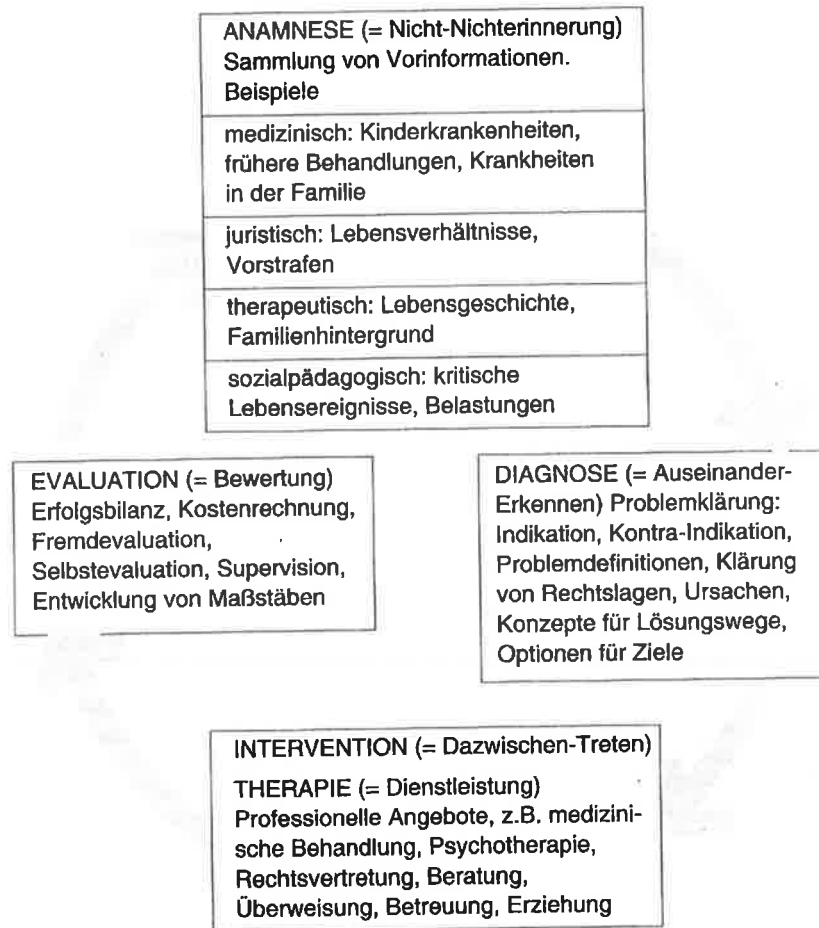 ANAMNESE (= Nicht-Nichterinnerung)
Sammlung von Vorinformationen.
Beispiele
medizinisch: Kinderkrankenheiten,
frühere Behandlungen, Krankheiten
in der Familie
juristisch: Lebensverhältnisse,
Vorstrafen
therapeutisch: Lebensgeschichte,
Familienhintergrund
sozialpädagogisch: kritische
Lebensereignisse, Belastungen
EVALUATION (= Bewertung)
Erfolgsbilanz, Kostenrechnung,
Fremdevaluation,
Selbstevaluation, Supervision,
Entwicklung von Maßstäben
DIAGNOSE (= Auseinander-
Erkennen) Problemklärung:
Indikation, Kontra-Indikation,
Problemdefinitionen, Klärung
von Rechtslagen, Ursachen,
Konzepte für Lösungswege,
Optionen für Ziele
INTERVENTION (= Dazwischen-Treten)
THERAPIE (= Dienstleistung)
Professionelle Angebote, z.B. medizini-
sche Behandlung, Psychotherapie,
Rechtsvertretung, Beratung,
Überweisung, Betreuung, Erziehung